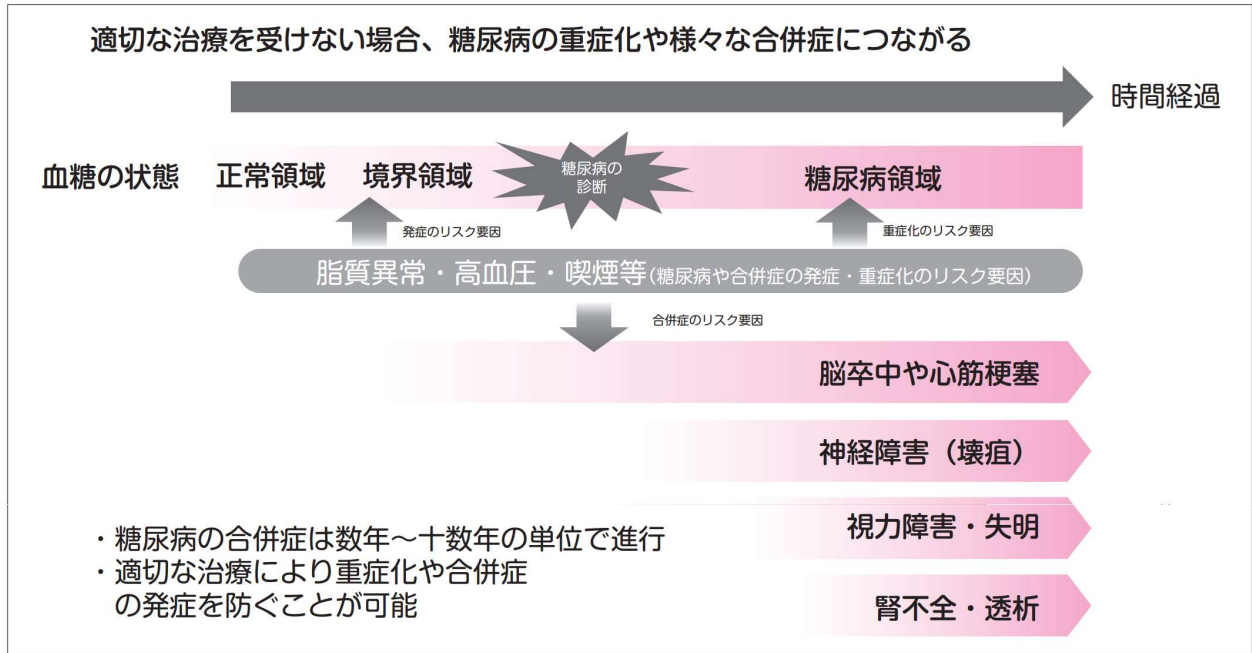 適切な治療を受けない場合、糖尿病の重症化や様々な合併症につながる
時間経過
血糖の状態
正常領域
境界領域
糖尿病の
診断
糖尿病領域
発症のリスク要因
重症化のリスク要因
脂質異常・高血圧・喫煙等(糖尿病や合併症の発症・重症化のリスク要因)
合併症のリスク要因
脳卒中や心筋梗塞
神経障害（壊疽）
視力障害・失明
腎不全・透析
・糖尿病の合併症は数年～十数年の単位で進行
・適切な治療により重症化や合併症
の発症を防ぐことが可能